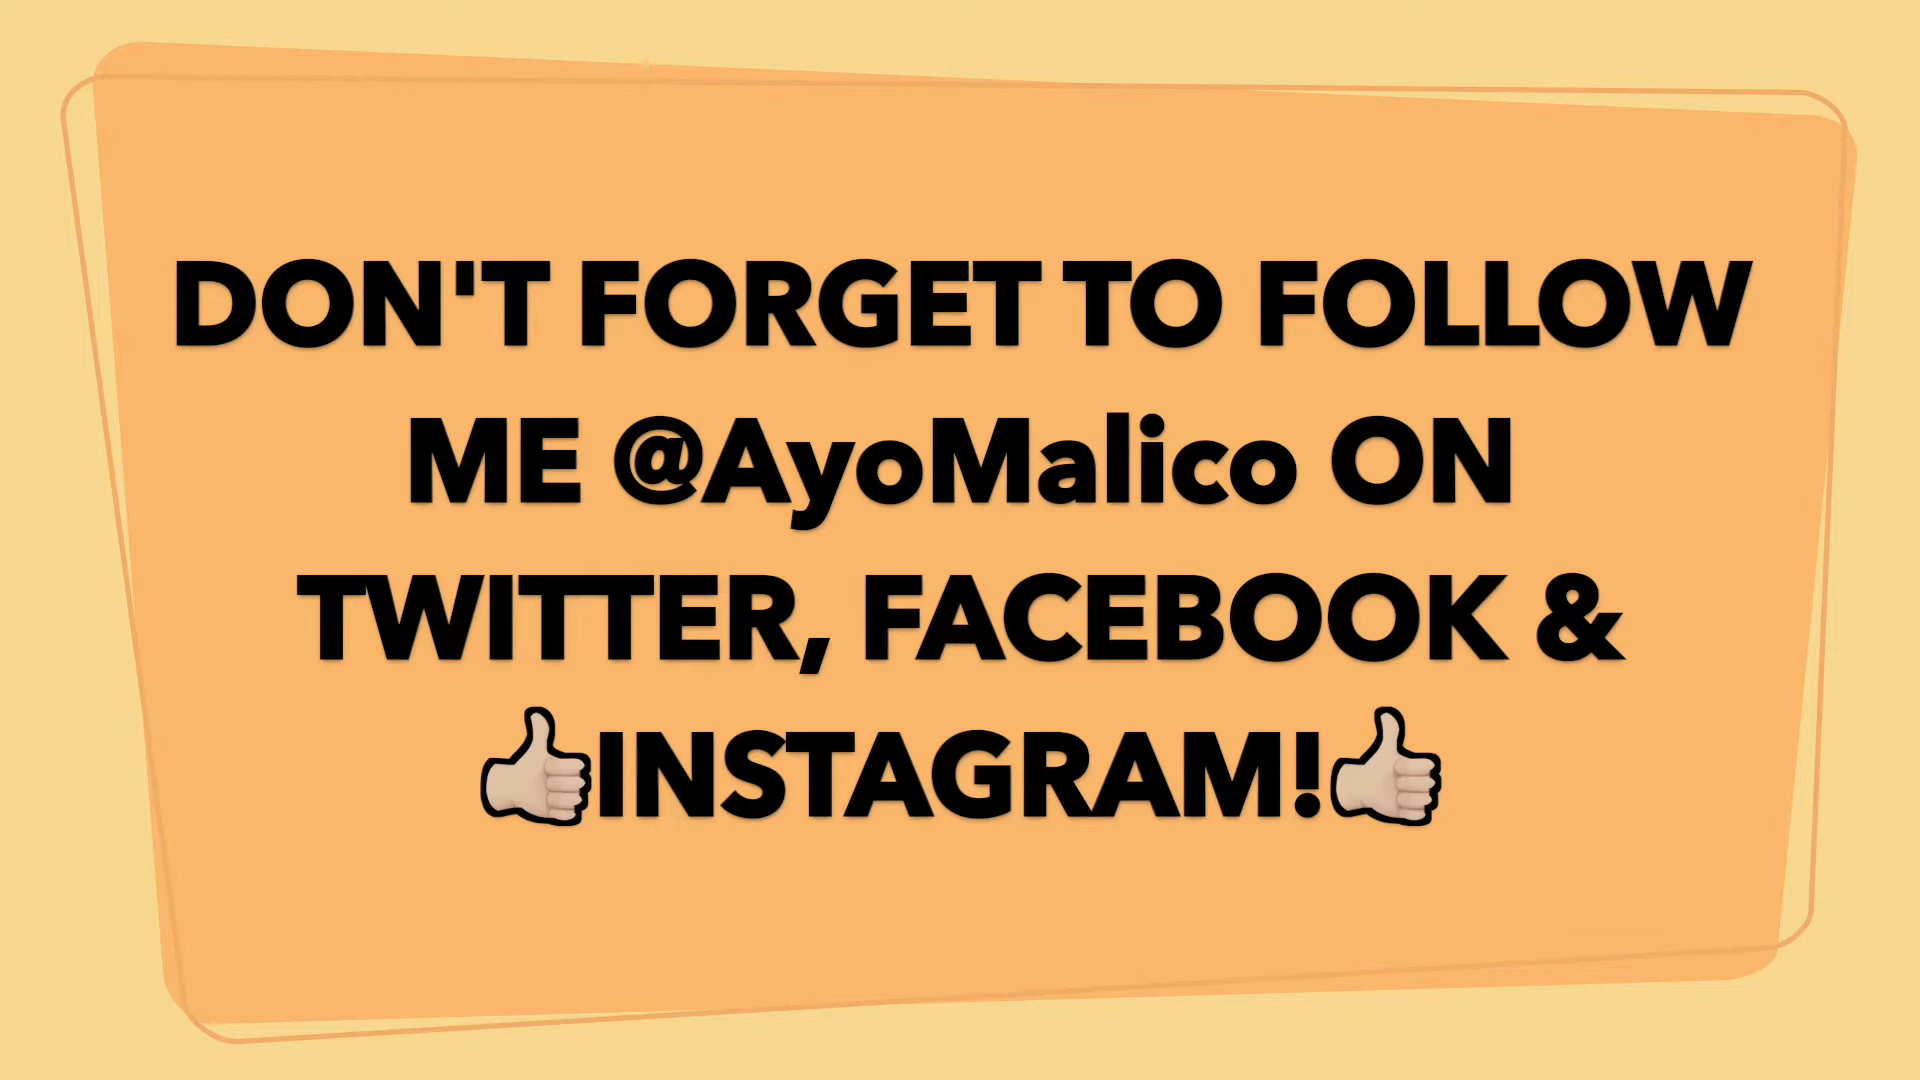 DON'T FORGET TO FOLLOW
ME @AyoMalico ON
TWITTER, FACEBOOK &
👍🏻INSTAGRAM!👍🏻